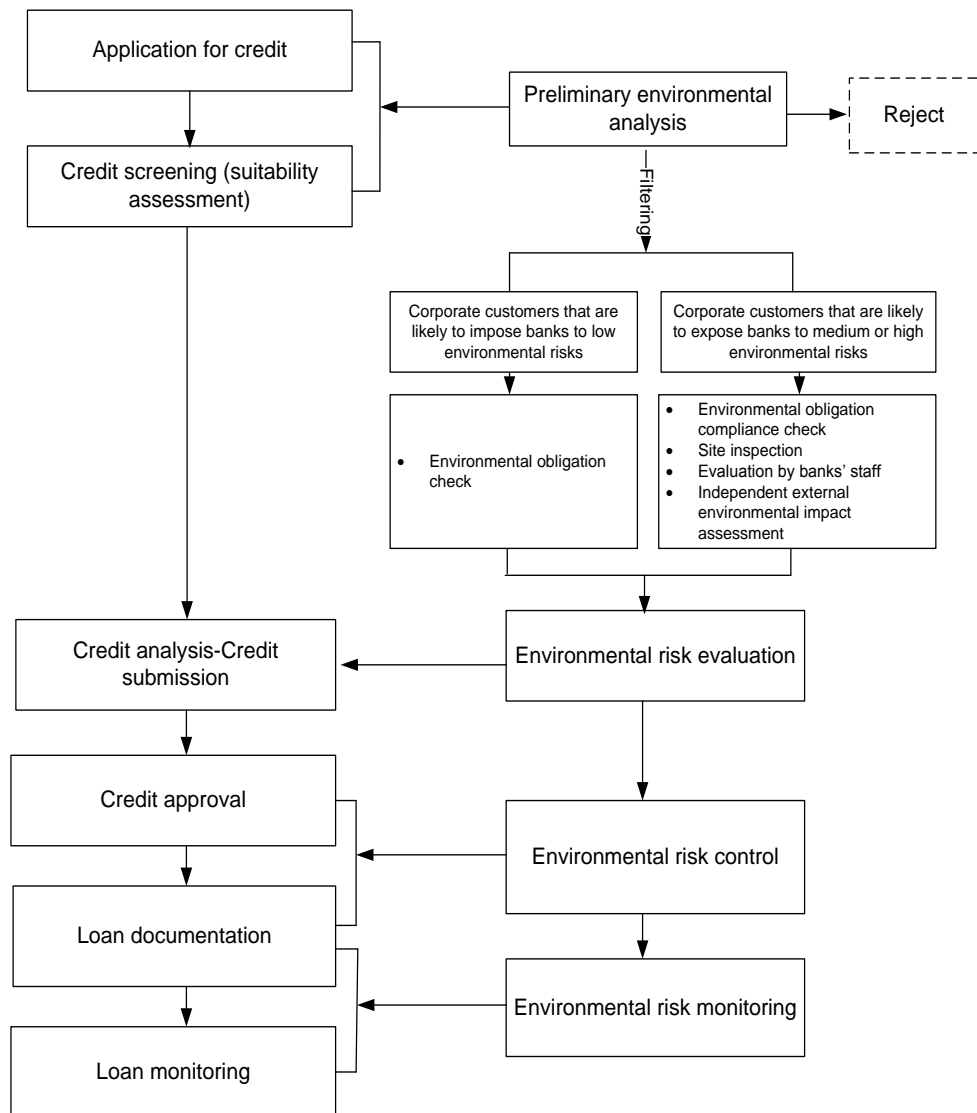 Application for credit
Preliminary environmental
analysis
Reject
Credit screening (suitability
assessment)
Filtering
Corporate customers that are
likely to impose banks to low
environmental risks
Corporate customers that are likely
to expose banks to medium or high
environmental risks
• Environmental obligation
check
• Environmental obligation
compliance check
• Site inspection
• Evaluation by banks' staff
• Independent external
environmental impact
assessment
Credit analysis-Credit
submission
Environmental risk evaluation
Credit approval
Environmental risk control
Loan documentation
Environmental risk monitoring
Loan monitoring